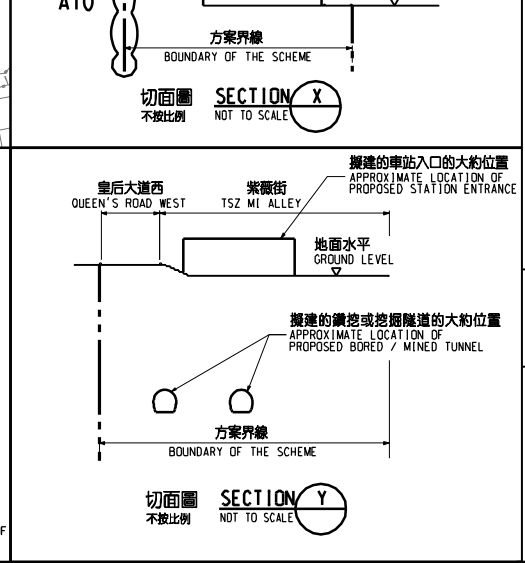 A10
方案界線
BOUNDARY OF THE SCHEME
切面圖
不按比例
SECTION X
NOT TO SCALE
擬建的車站入口的大約位置
APPROXIMATE LOCATION OF
PROPOSED STATION ENTRANCE
皇后大道西
QUEEN'S ROAD WEST
紫薇街
TSZ MI ALLEY
地面水平
GROUND LEVEL
擬建的鑽挖或挖掘隧道的大約位置
APPROXIMATE LOCATION OF
PROPOSED BORED / MINED TUNNEL
方案界線
BOUNDARY OF THE SCHEME
切面圖
不按比例
SECTION Y
NOT TO SCALE
F